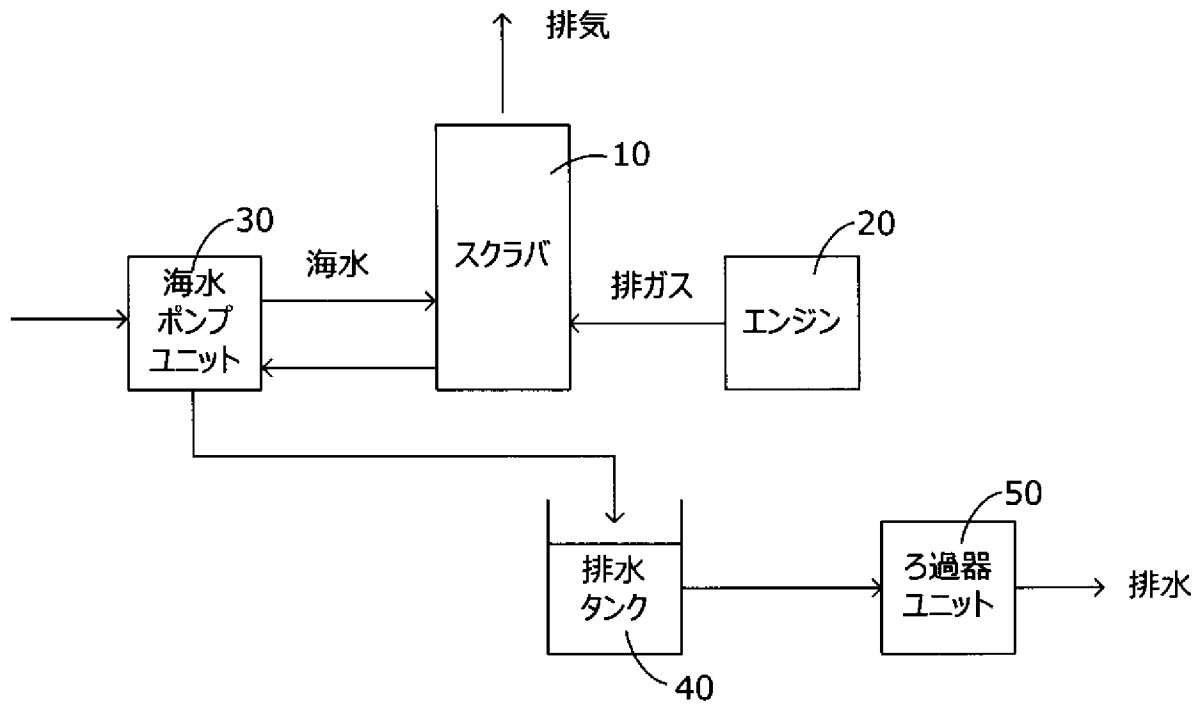 排気
10
スクラバ
30
海水
ポンプ
ユニット
海水
20
排ガス
エンジン
排水
タンク
40
50
ろ過器
ユニット
排水